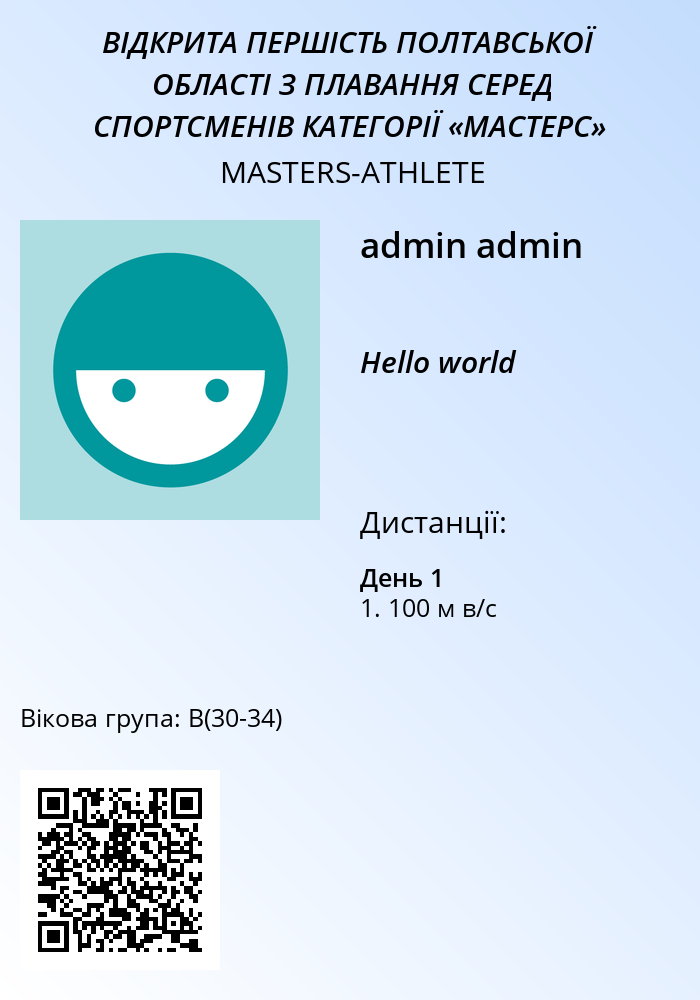 ВІДКРИТА ПЕРШІСТЬ ПОЛТАВСЬКОЇ
ОБЛАСТІ З ПЛАВАННЯ СЕРЕД
СПОРТСМЕНІВ КАТЕГОРІЇ «МАСТЕРС»
MASTERS-ATHLETE
admin admin
Hello world
Дистанції:
День 1
1. 100 м в/с
Вікова група: B(30-34)